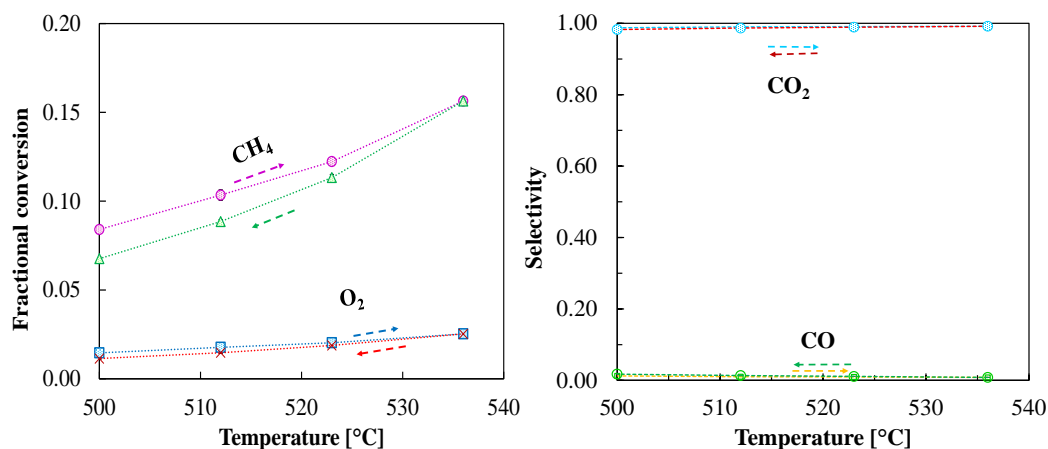 Fractional conversion
0.20
0.15
0.10
0.05
0.00
CH₄
O₂
500
510
520
530
540
Temperature [°C]
Selectivity
1.00
0.80
0.60
0.40
0.20
0.00
CO₂
CO
500
510
520
530
540
Temperature [°C]